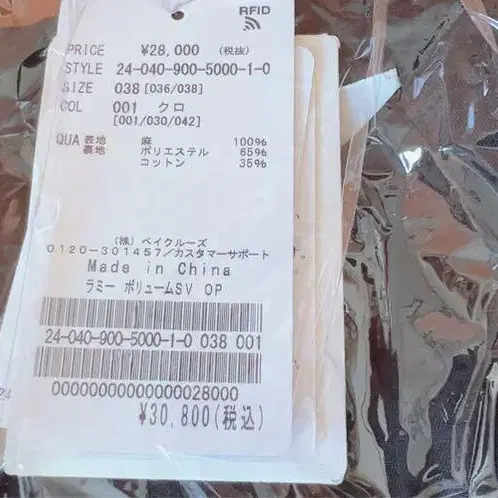 RFID
PRICE ¥28,000 (税抜)
STYLE 24-040-900-5000-1-0
SIZE 038 [036/038]
COL 001 クロ
[001/030/042]
QUA 表地 麻 100%
裏地 ポリエステル 65%
コットン 35%
(株) ベイクルーズ
0120-301457/カスタマーサポート
Made in China
ラミー ボリュームSV OP
24-040-900-5000-1-0 038 001
00000000000000028000
¥30,800(税込)
24
す。